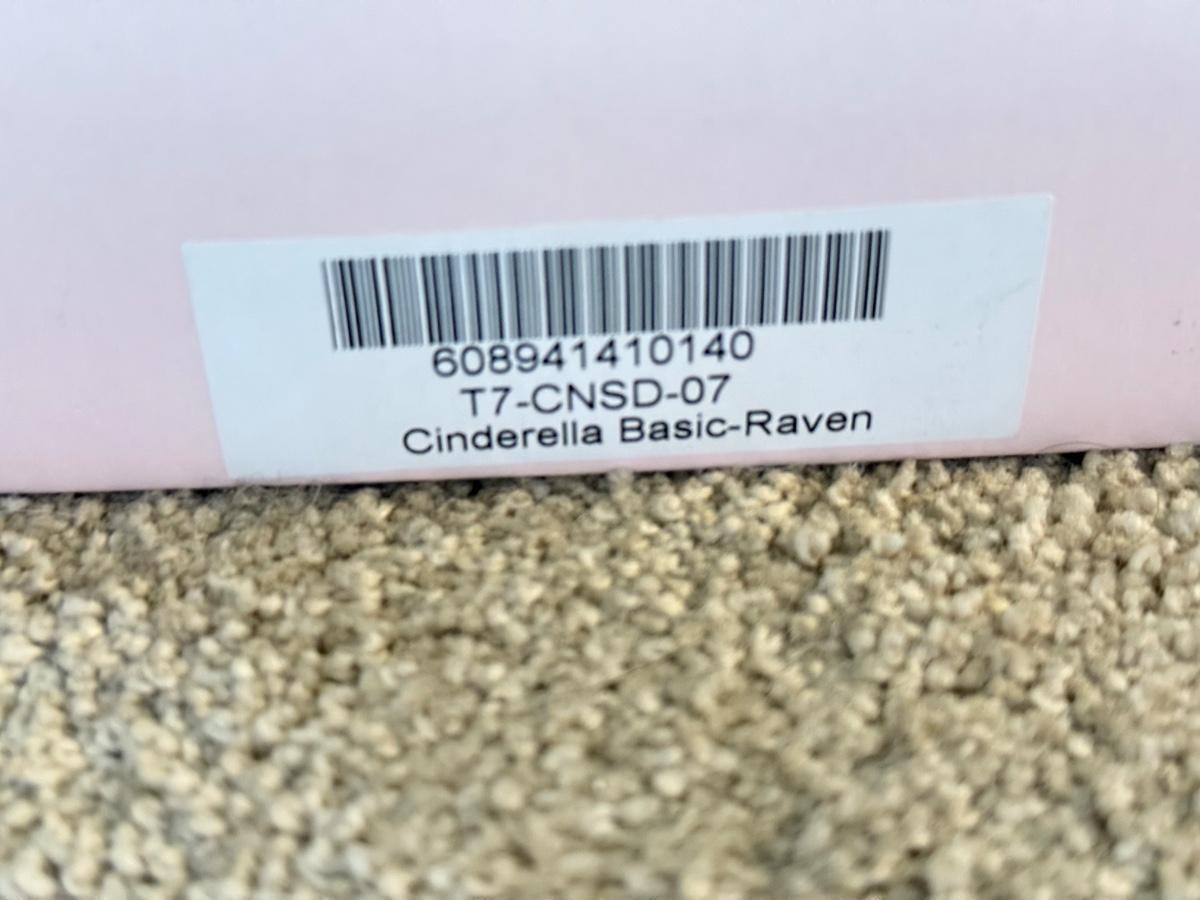 608941410140
T7-CNSD-07
Cinderella Basic-Raven